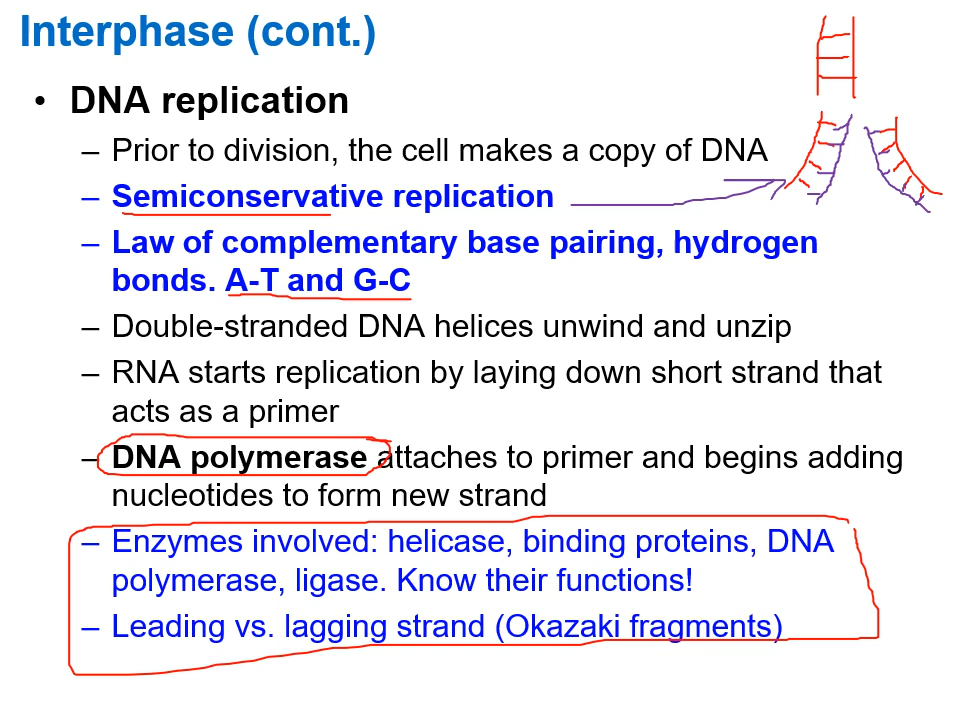 Interphase (cont.)
• DNA replication
– Prior to division, the cell makes a copy of DNA
– Semiconservative replication
– Law of complementary base pairing, hydrogen
bonds. A-T and G-C
– Double-stranded DNA helices unwind and unzip
– RNA starts replication by laying down short strand that
acts as a primer
– DNA polymerase attaches to primer and begins adding
nucleotides to form new strand
– Enzymes involved: helicase, binding proteins, DNA
polymerase, ligase. Know their functions!
– Leading vs. lagging strand (Okazaki fragments)